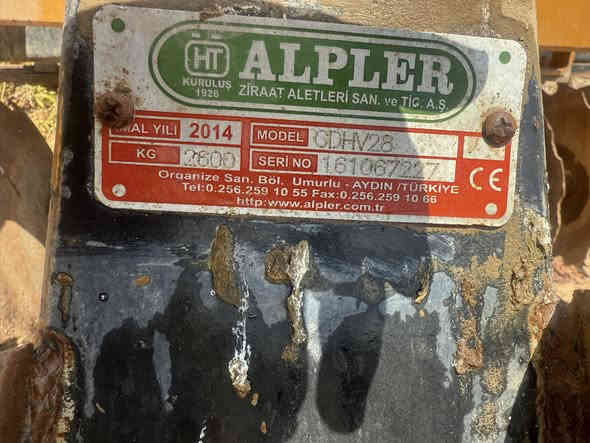 HT ALPLER
KURULUŞ
1926
ZİRAAT ALETLERİ SAN. ve TİC. A.Ş.
İMAL YILI 2014 MODEL CDHV28
KG 2600 SERİ NO 161067227
Organize San. Böl. Umurlu - AYDIN /TÜRKİYE
Tel:0.256.259 10 55 Fax:0.256.259 10 66
http:www.alpler.com.tr
CE